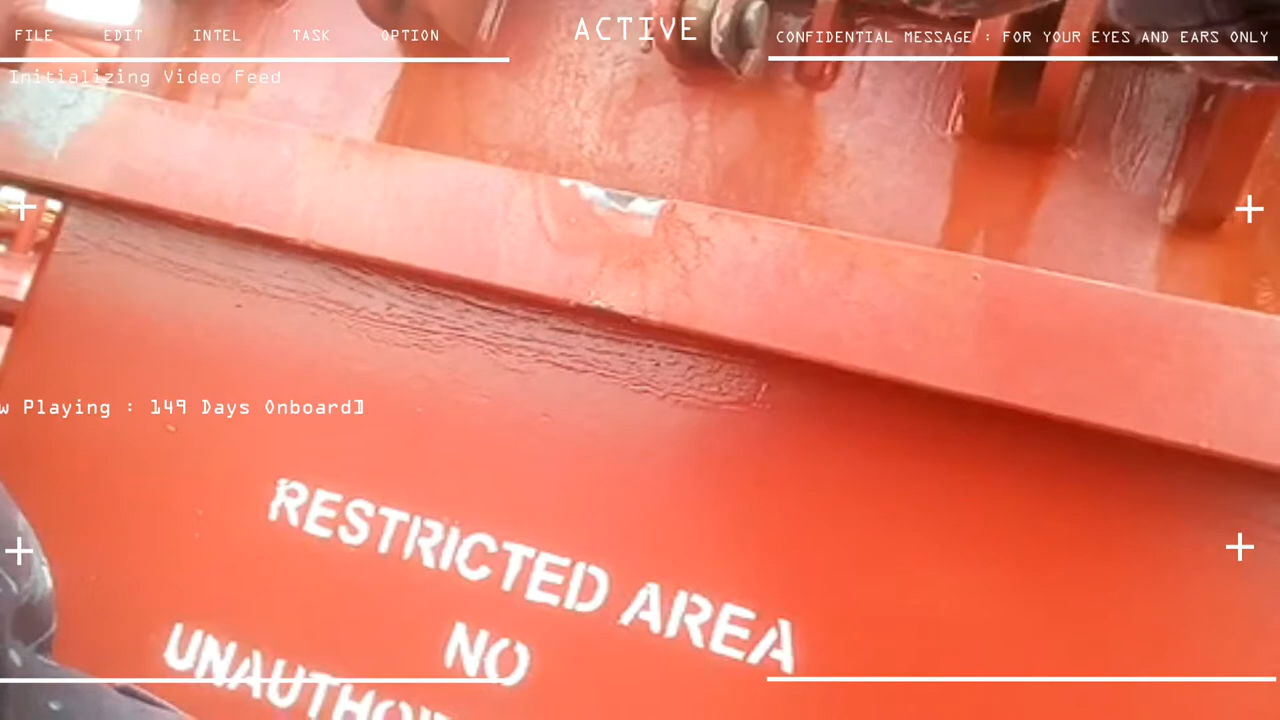 FILE EDIT INTEL TASK OPTION
ACTIVE
CONFIDENTIAL MESSAGE : FOR YOUR EYES AND EARS ONLY
Initializing Video Feed
Playing : 149 Days Onboard]
RESTRICTED AREA
NO